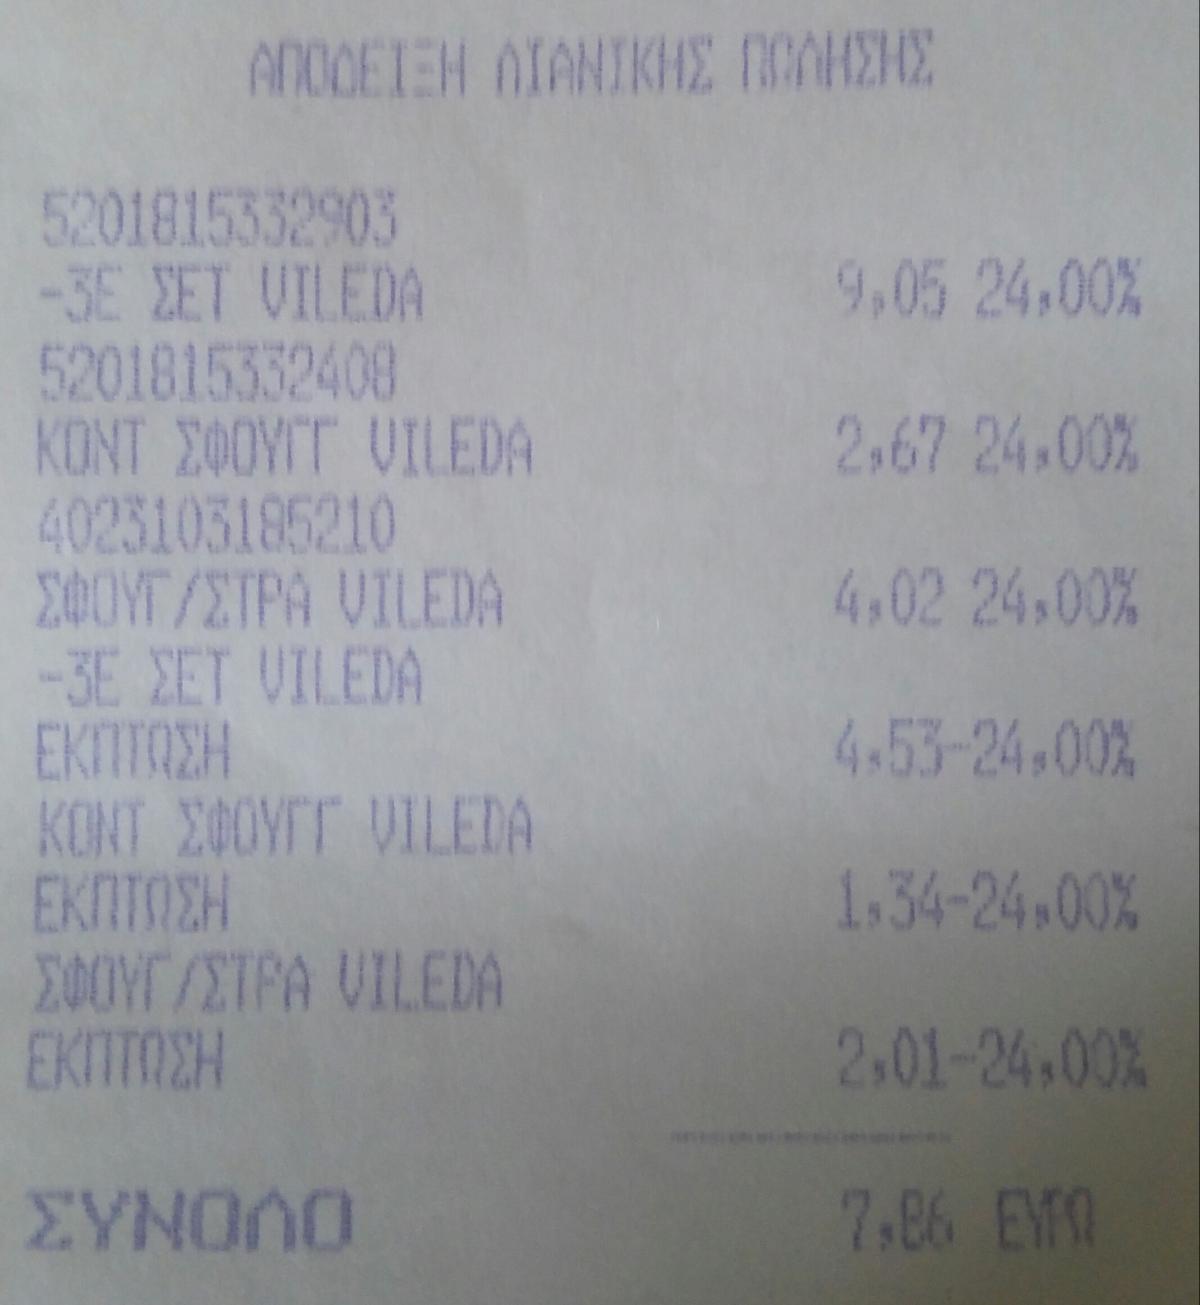 ΑΠΟΔΕΙΞΗ ΛΙΑΝΙΚΗΣ ΠΩΛΗΣΗΣ
5201815332903
-3Ε ΣΕΤ VILEDA 9,05 24,00%
5201815332408
ΚΟΝΤ ΣΦΟΥΓΓ VILEDA 2,67 24,00%
4023103185210
ΣΦΟΥΓ/ΣΤΡΑ VILEDA 4,02 24,00%
-3Ε ΣΕΤ VILEDA
ΕΚΠΤΩΣΗ 4,53-24,00%
ΚΟΝΤ ΣΦΟΥΓΓ VILEDA
ΕΚΠΤΩΣΗ 1,34-24,00%
ΣΦΟΥΓ/ΣΤΡΑ VILEDA
ΕΚΠΤΩΣΗ 2,01-24,00%
ΣΥΝΟΛΟ 7,86 ΕΥΡΩ